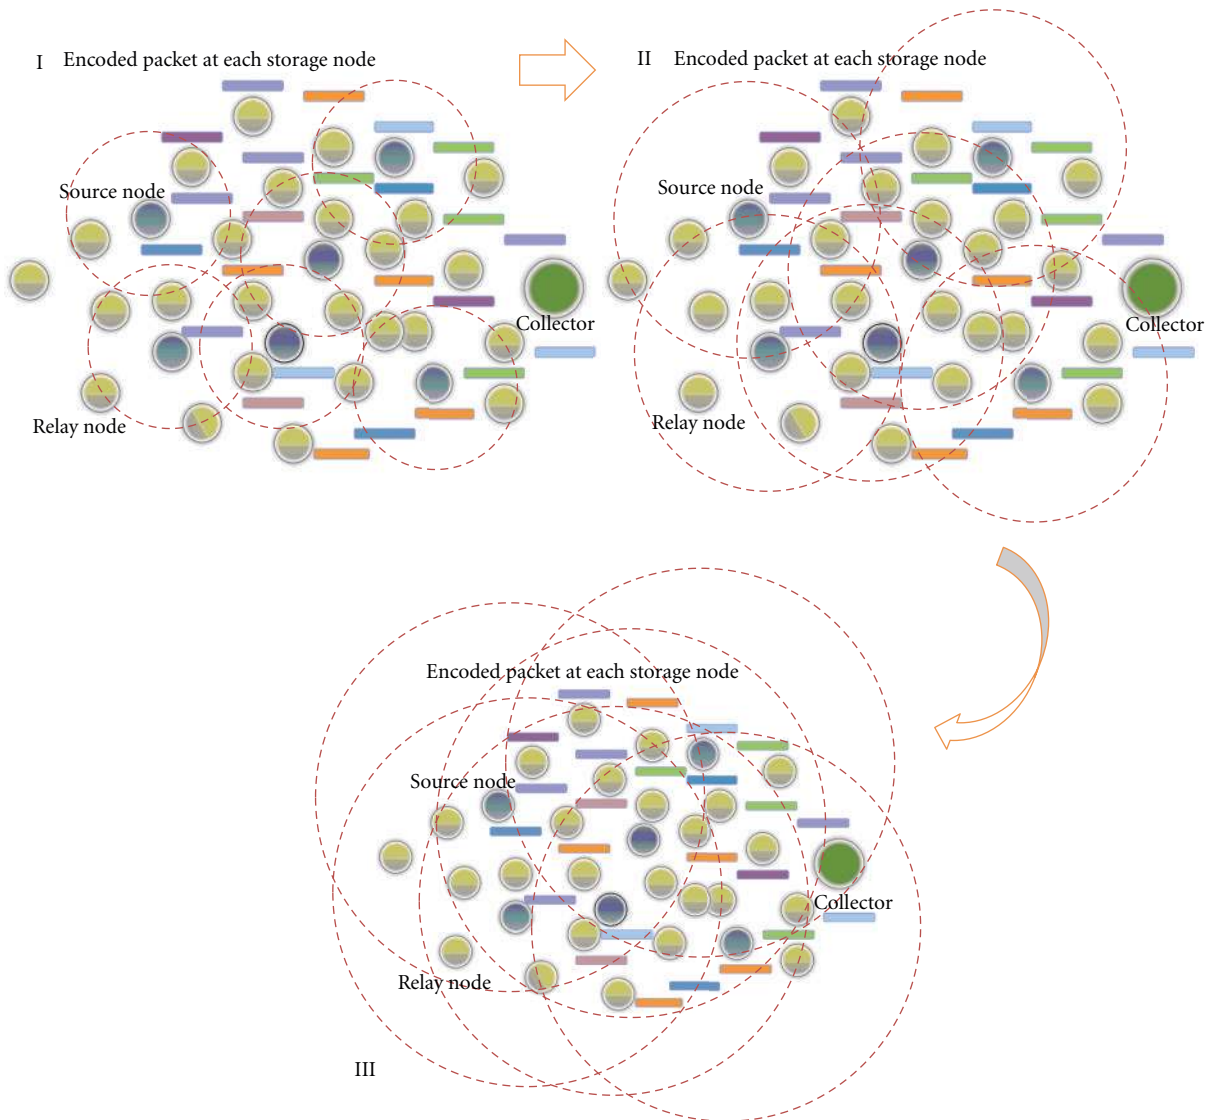 I Encoded packet at each storage node
Source node
Collector
Relay node
II Encoded packet at each storage node
Source node
Collector
Relay node
Encoded packet at each storage node
Source node
Collector
Relay node
III